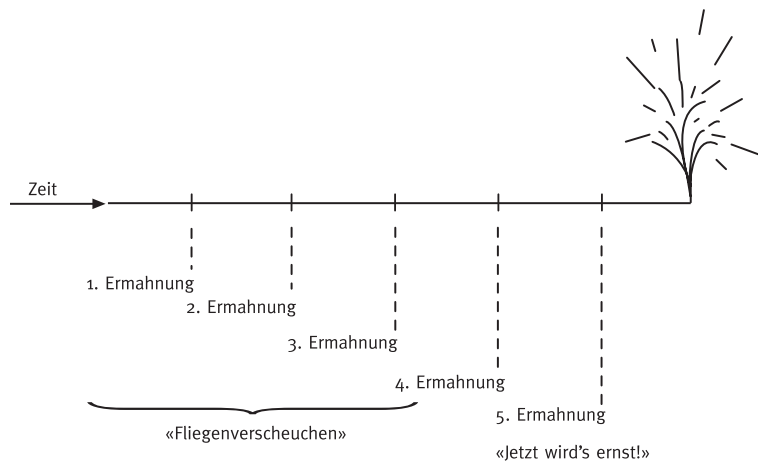 Zeit
1. Ermahnung
2. Ermahnung
3. Ermahnung
4. Ermahnung
5. Ermahnung
«Fliegenverscheuchen»
«Jetzt wird's ernst!»